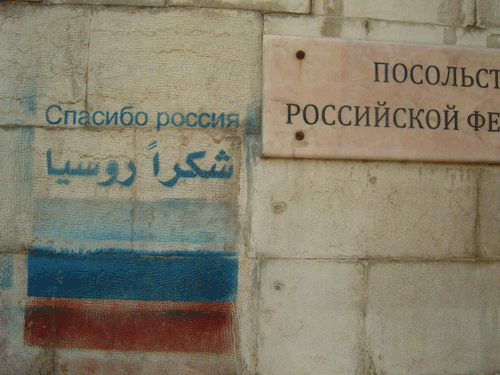 Спасибо россия
شكراً روسيا
ПОСОЛЬСТ
РОССИЙСКОЙ ФЕ